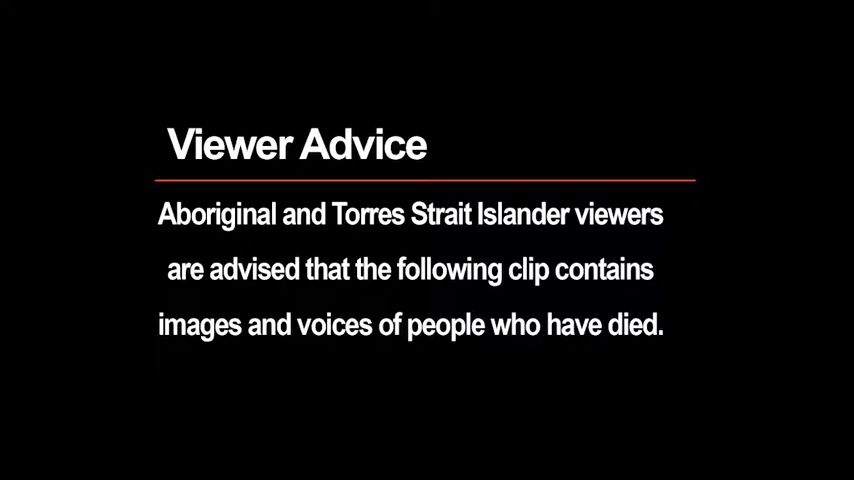 Viewer Advice
Aboriginal and Torres Strait Islander viewers
are advised that the following clip contains
images and voices of people who have died.